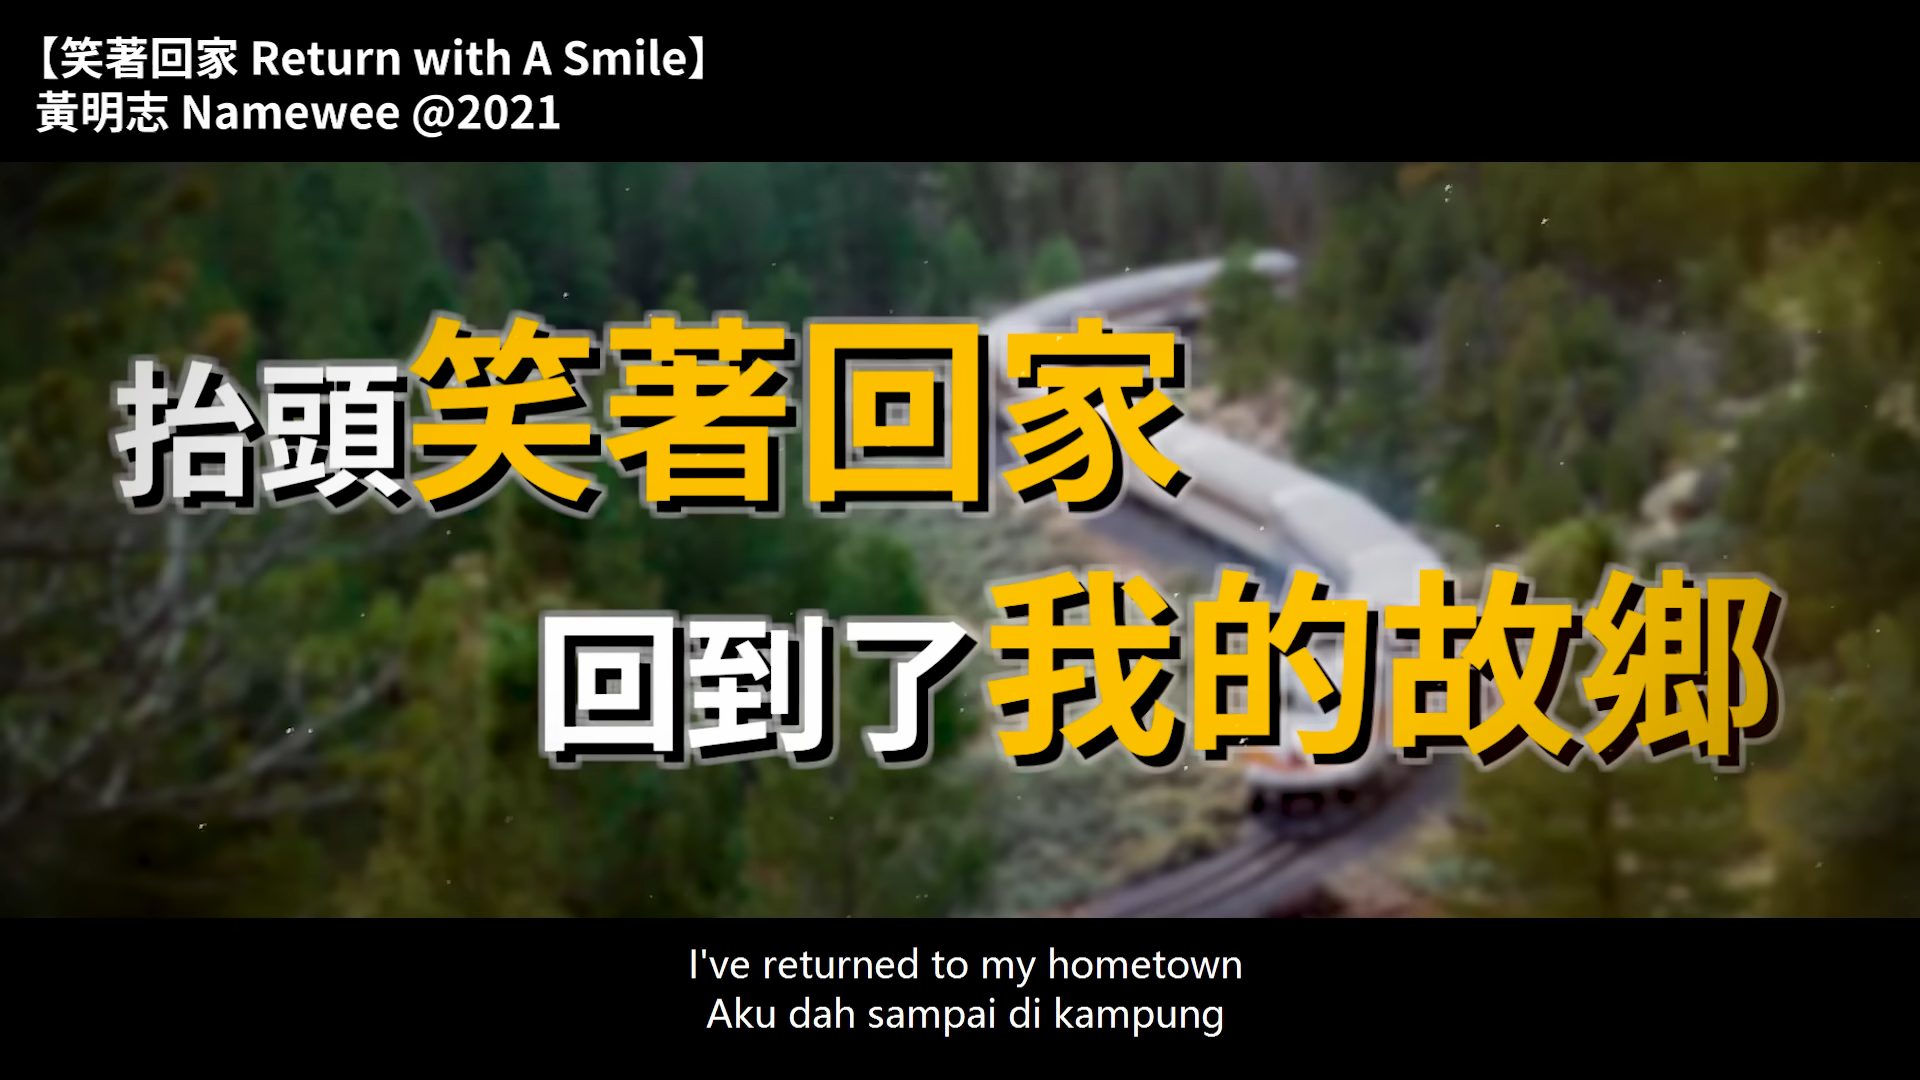 【笑著回家 Return with A Smile】
黃明志 Namewee @2021
抬頭笑著回家
回到了我的故鄉
I've returned to my hometown
Aku dah sampai di kampung